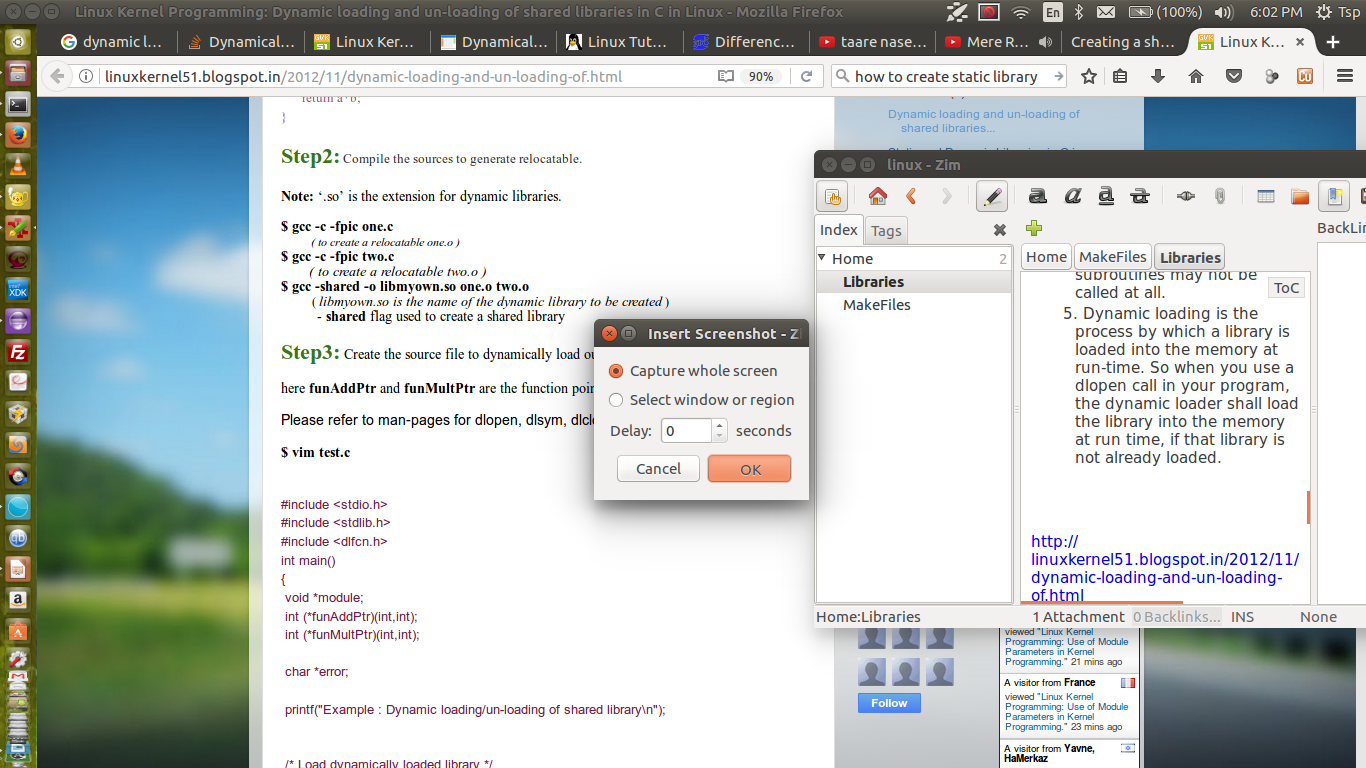 Linux Kernel Programming: Dynamic loading and un-loading of shared libraries in C in Linux - Mozilla Firefox
En
(100%)
6:02 PM
Tsp
dynamic l...
Dynamical...
Linux Ker...
Dynamical...
Linux Tut...
Differenc...
taare nase...
Mere R...
Creating a sh...
Linux K...
linuxkernel51.blogspot.in/2012/11/dynamic-loading-and-un-loading-of.html
90%
how to create static library
return a*b;
}
Step2: Compile the sources to generate relocatable.
Note: ‘.so’ is the extension for dynamic libraries.
$ gcc -c -fpic one.c
( to create a relocatable one.o )
$ gcc -c -fpic two.c
( to create a relocatable two.o )
$ gcc -shared -o libmyown.so one.o two.o
( libmyown.so is the name of the dynamic library to be created )
- shared flag used to create a shared library
Step3: Create the source file to dynamically load ou
here funAddPtr and funMultPtr are the function poin
Please refer to man-pages for dlopen, dlsym, dlcl
$ vim test.c
#include <stdio.h>
#include <stdlib.h>
#include <dlfcn.h>
int main()
{
void *module;
int (*funAddPtr)(int,int);
int (*funMultPtr)(int,int);
char *error;
printf("Example : Dynamic loading/un-loading of shared library\n");
/* Load dynamically loaded library */
Dynamic loading and un-loading of
shared libraries...
Insert Screenshot - Z
Capture whole screen
Select window or region
Delay:
0
seconds
Cancel
OK
linux - Zim
Index
Tags
BackLin
Home
2
Libraries
MakeFiles
Home
MakeFiles
Libraries
ToC
subroutines may not be
called at all.
5. Dynamic loading is the
process by which a library is
loaded into the memory at
run-time. So when you use a
dlopen call in your program,
the dynamic loader shall load
the library into the memory
at run time, if that library is
not already loaded.
http://
linuxkernel51.blogspot.in/2012/11/
dynamic-loading-and-un-loading-
of.html
Home:Libraries
1 Attachment
0 Backlinks...
INS
None
Follow
viewed "Linux Kernel
Programming: Use of Module
Parameters in Kernel
Programming." 21 mins ago
A visitor from France
viewed "Linux Kernel
Programming: Use of Module
Parameters in Kernel
Programming." 23 mins ago
A visitor from Yavne,
HaMerkaz